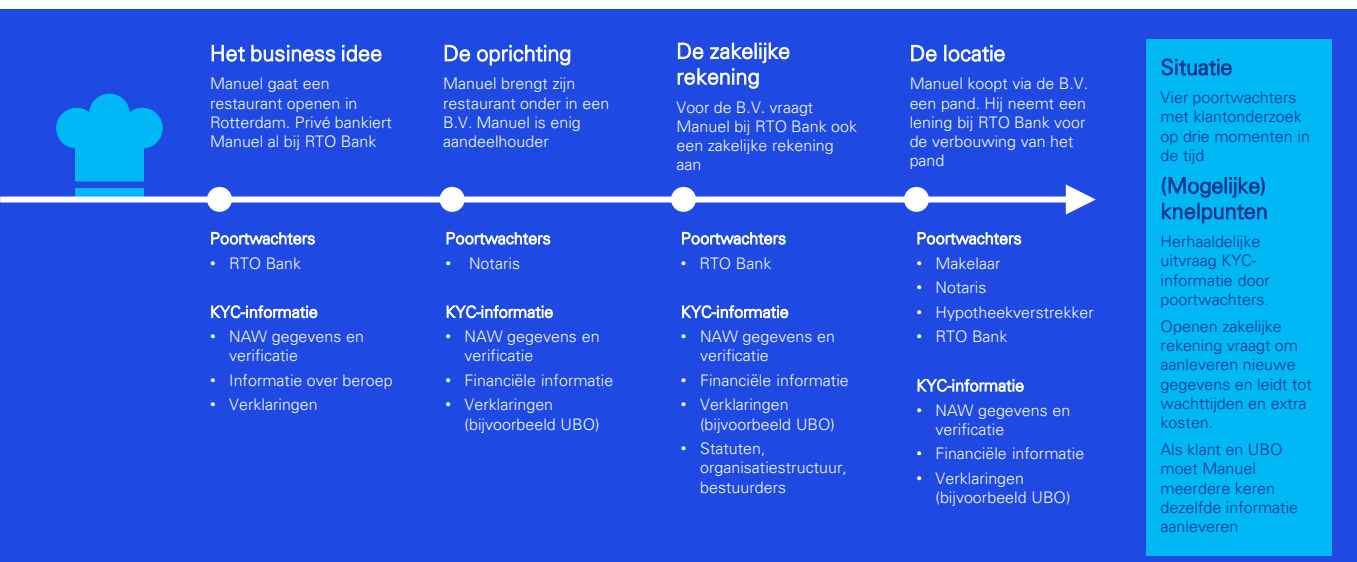 Het business idee
Manuel gaat een
restaurant openen in
Rotterdam. Privé bankiert
Manuel al bij RTO Bank
Poortwachters
• RTO Bank
KYC-informatie
• NAW gegevens en
verificatie
• Informatie over beroep
• Verklaringen
De oprichting
Manuel brengt zijn
restaurant onder in een
B.V. Manuel is enig
aandeelhouder
Poortwachters
• Notaris
KYC-informatie
• NAW gegevens en
verificatie
• Financiële informatie
• Verklaringen
(bijvoorbeeld UBO)
De zakelijke
rekening
Voor de B.V. vraagt
Manuel bij RTO Bank ook
een zakelijke rekening
aan
Poortwachters
• RTO Bank
KYC-informatie
• NAW gegevens en
verificatie
• Financiële informatie
• Verklaringen
(bijvoorbeeld UBO)
• Statuten,
organisatiestructuur,
bestuurders
De locatie
Manuel koopt via de B.V.
een pand. Hij neemt een
lening bij RTO Bank voor
de verbouwing van het
pand
Poortwachters
• Makelaar
• Notaris
• Hypotheekverstrekker
• RTO Bank
KYC-informatie
• NAW gegevens en
verificatie
• Financiële informatie
• Verklaringen
(bijvoorbeeld UBO)
Situatie
Vier poortwachters
met klantonderzoek
op drie momenten in
de tijd
(Mogelijke)
knelpunten
Herhaaldelijke
uitvraag KYC-
informatie door
poortwachters.
Openen zakelijke
rekening vraagt om
aanleveren nieuwe
gegevens en leidt tot
wachttijden en extra
kosten.
Als klant en UBO
moet Manuel
meerdere keren
dezelfde informatie
aanleveren